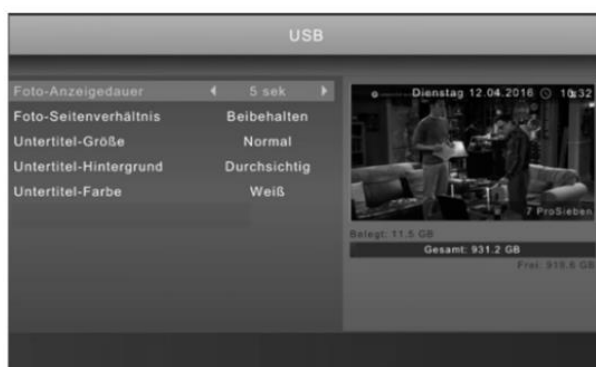 USB
Foto-Anzeigedauer 5 sek
Foto-Seitenverhältnis Beibehalten
Untertitel-Größe Normal
Untertitel-Hintergrund Durchsichtig
Untertitel-Farbe Weiß
Dienstag 12.04.2016 10:32
7 ProSieben
Belegt: 11.5 GB
Gesamt: 931.2 GB
Frei: 919.6 GB